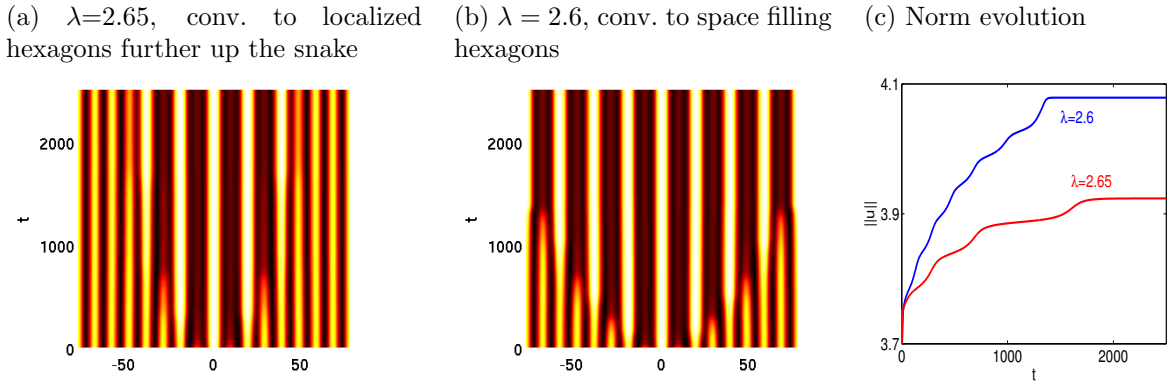 (a) λ=2.65, conv. to localized
hexagons further up the snake
(b) λ = 2.6, conv. to space filling
hexagons
(c) Norm evolution
2000
1000
0
t
-50
0
50
2000
1000
0
t
-50
0
50
4.1
3.9
3.7
||u||
λ=2.6
λ=2.65
0
1000
2000
t